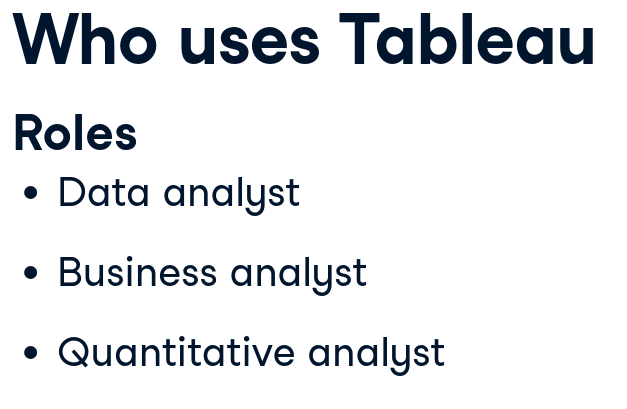 Who uses Tableau
Roles
• Data analyst
• Business analyst
• Quantitative analyst